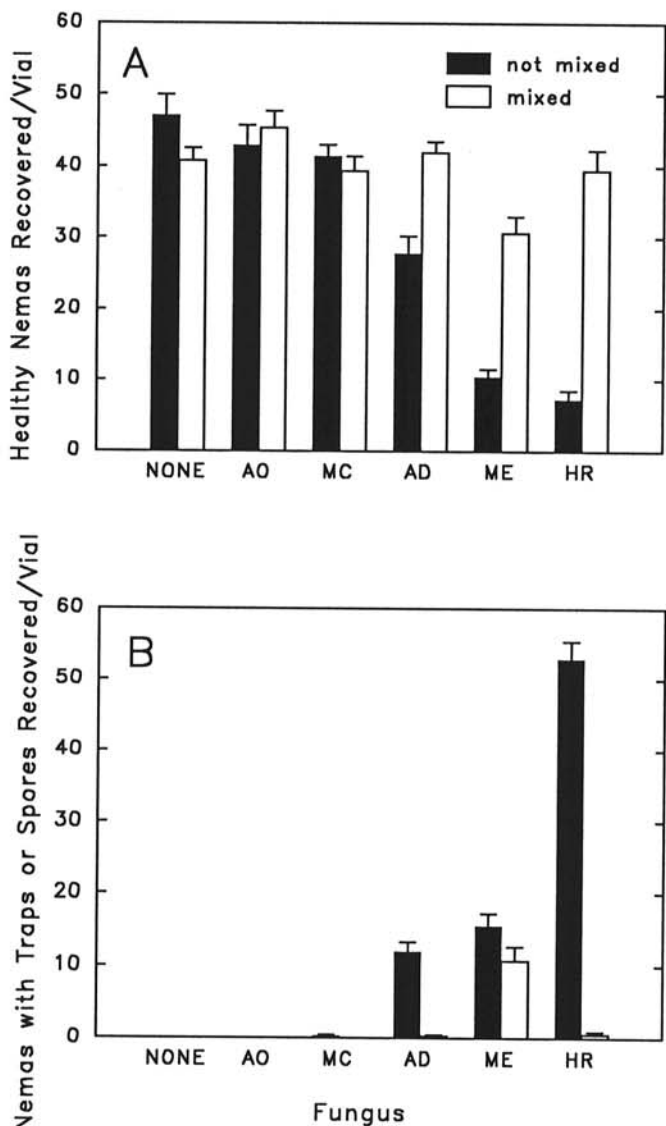 60
50
40
30
20
10
0
Healthy Nemas Recovered/Vial
A
not mixed
mixed
NONE AO MC AD ME HR
60
50
40
30
20
10
0
Nemas with Traps or Spores Recovered/Vial
B
NONE AO MC AD ME HR
Fungus